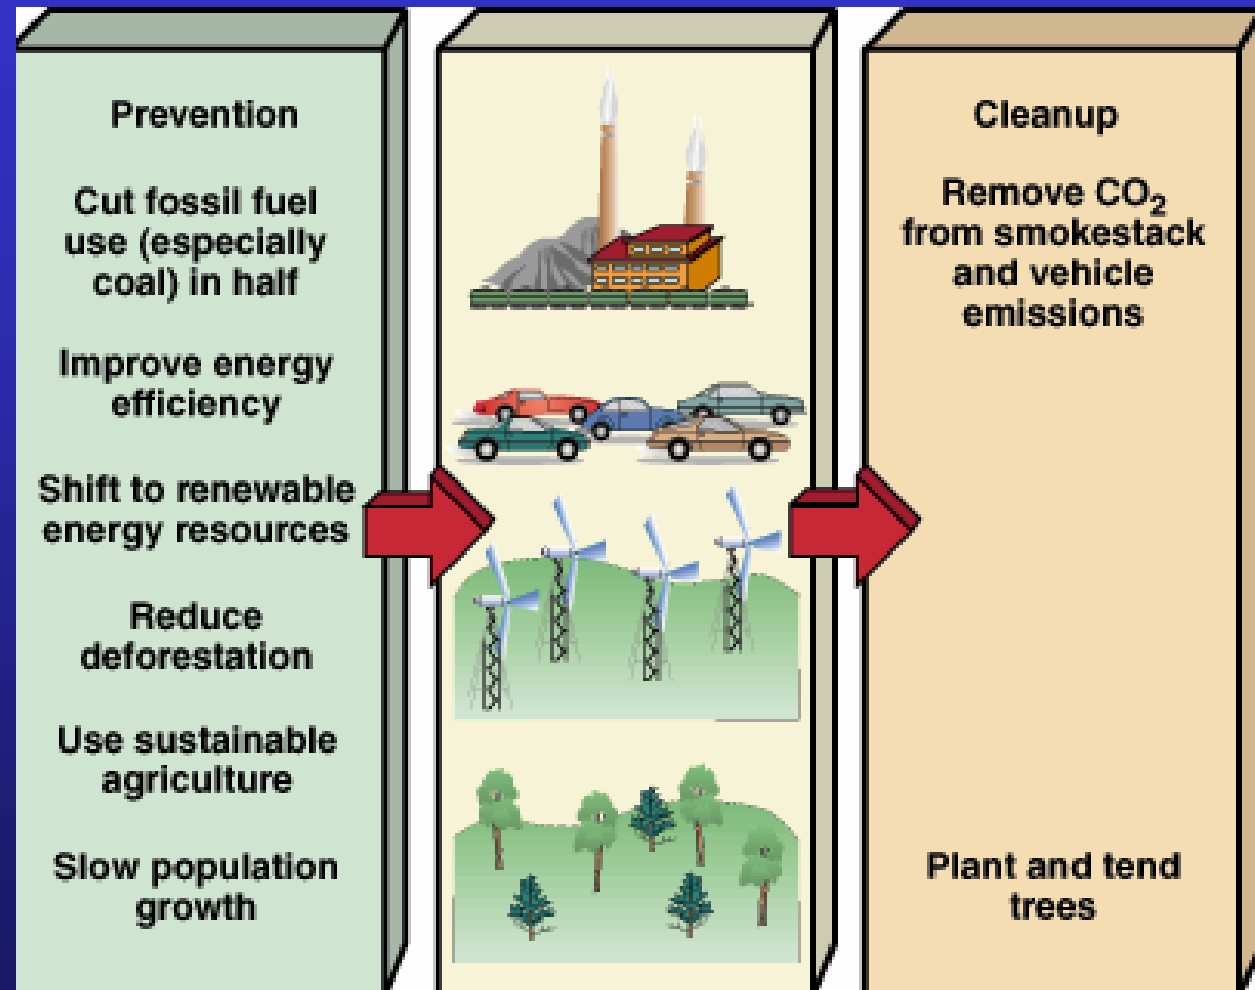 Prevention
Cut fossil fuel
use (especially
coal) in half
Improve energy
efficiency
Shift to renewable
energy resources
Reduce
deforestation
Use sustainable
agriculture
Slow population
growth
Cleanup
Remove CO₂
from smokestack
and vehicle
emissions
Plant and tend
trees